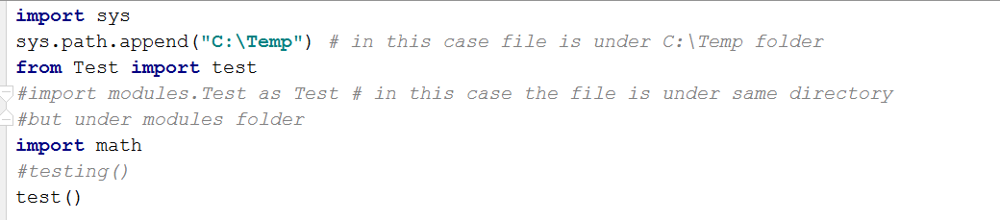 import sys
sys.path.append("C:\Temp") # in this case file is under C:\Temp folder
from Test import test
#import modules.Test as Test # in this case the file is under same directory
#but under modules folder
import math
#testing()
test()